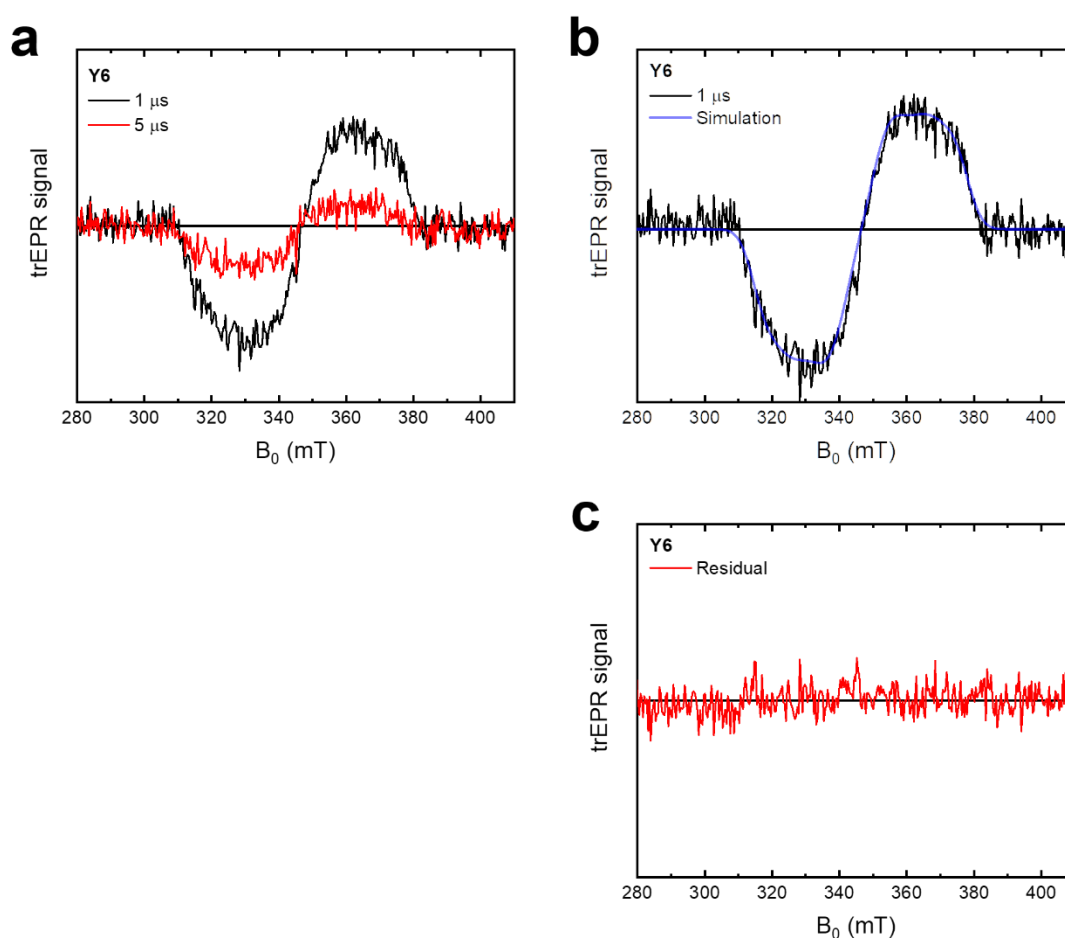 a
Y6
1 μs
5 μs
trEPR signal
280 300 320 340 360 380 400
B₀ (mT)
b
Y6
1 μs
Simulation
trEPR signal
280 300 320 340 360 380 400
B₀ (mT)
c
Y6
Residual
trEPR signal
280 300 320 340 360 380 400
B₀ (mT)